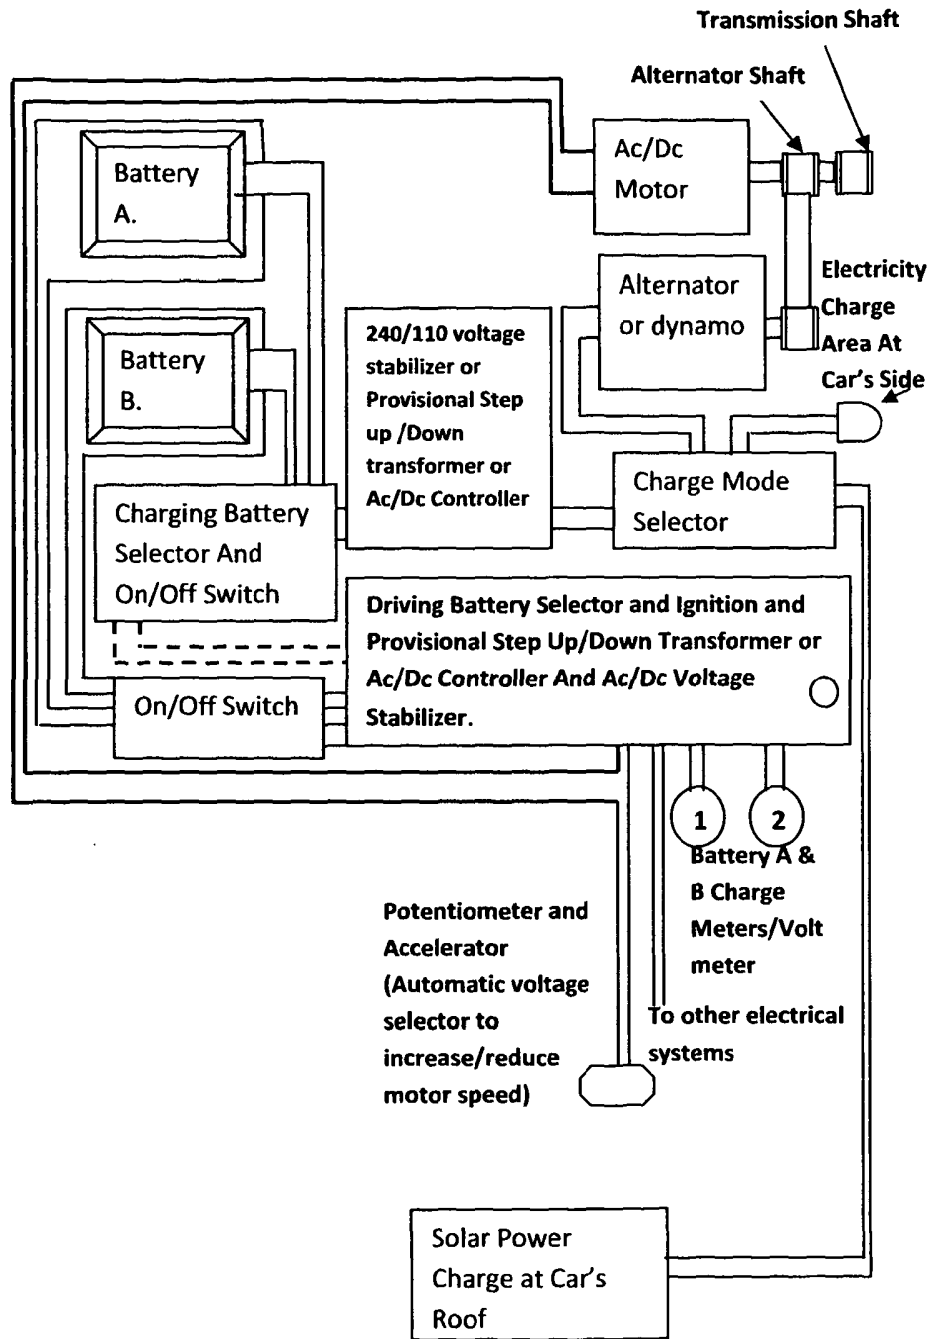 Transmission Shaft
Alternator Shaft
Ac/Dc
Motor
Battery
A.
Alternator
or dynamo
Electricity
Charge
Area At
Car's Side
240/110 voltage
stabilizer or
Provisional Step
up /Down
transformer or
Ac/Dc Controller
Battery
B.
Charge Mode
Selector
Charging Battery
Selector And
On/Off Switch
Driving Battery Selector and Ignition and
Provisional Step Up/Down Transformer or
Ac/Dc Controller And Ac/Dc Voltage
Stabilizer.
On/Off Switch
1
2
Battery A &
B Charge
Meters/Volt
meter
Potentiometer and
Accelerator
(Automatic voltage
selector to
increase/reduce
motor speed)
To other electrical
systems
Solar Power
Charge at Car's
Roof